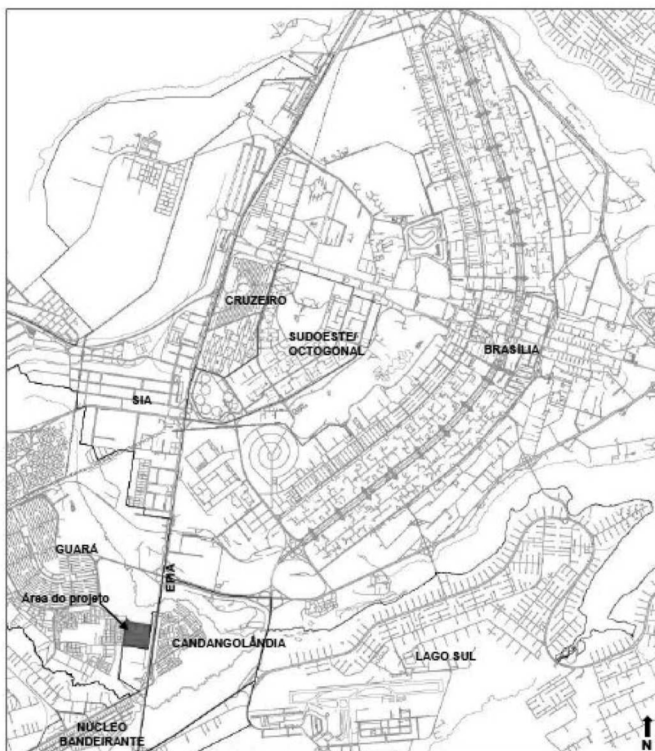 CRUZEIRO
SUDOESTE/
OCTOGONAL
BRASÍLIA
SIA
GUARÁ
EPIA
Área do projeto
CANDANGOLÂNDIA
LAGO SUL
NÚCLEO
BANDEIRANTE
N